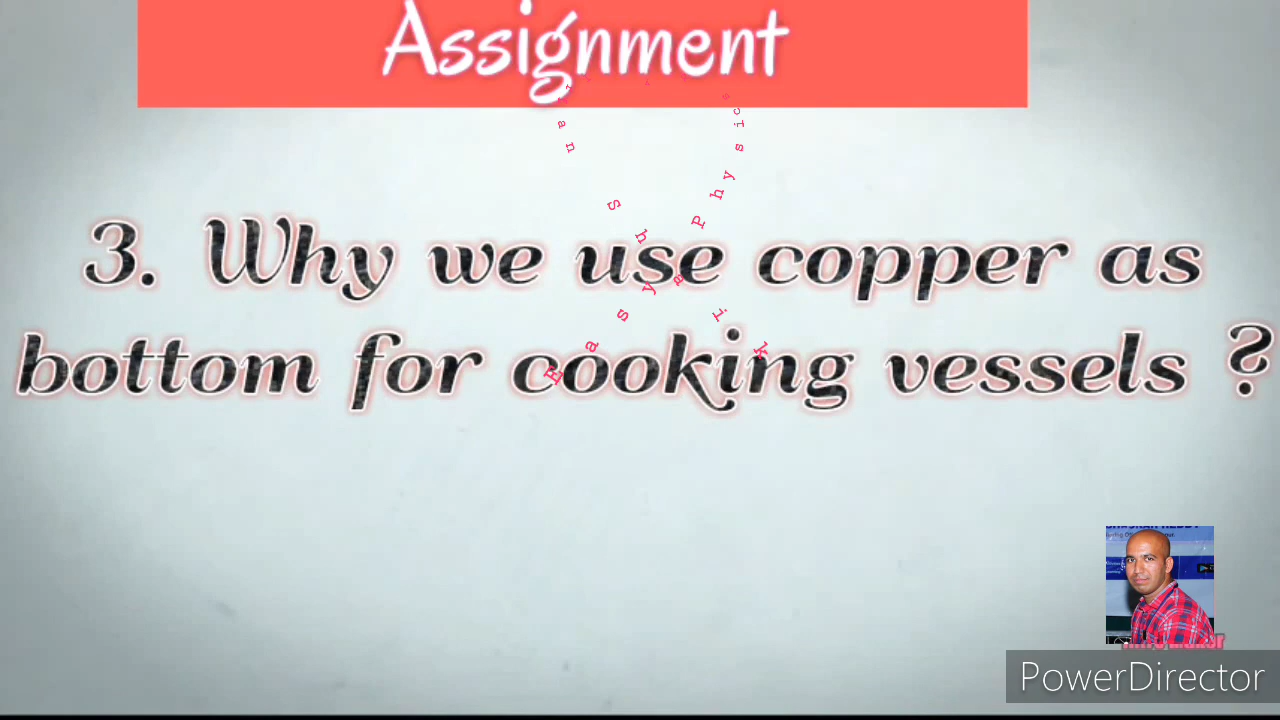 Assignment
3. Why we use copper as
bottom for cooking vessels ?
PowerDirector